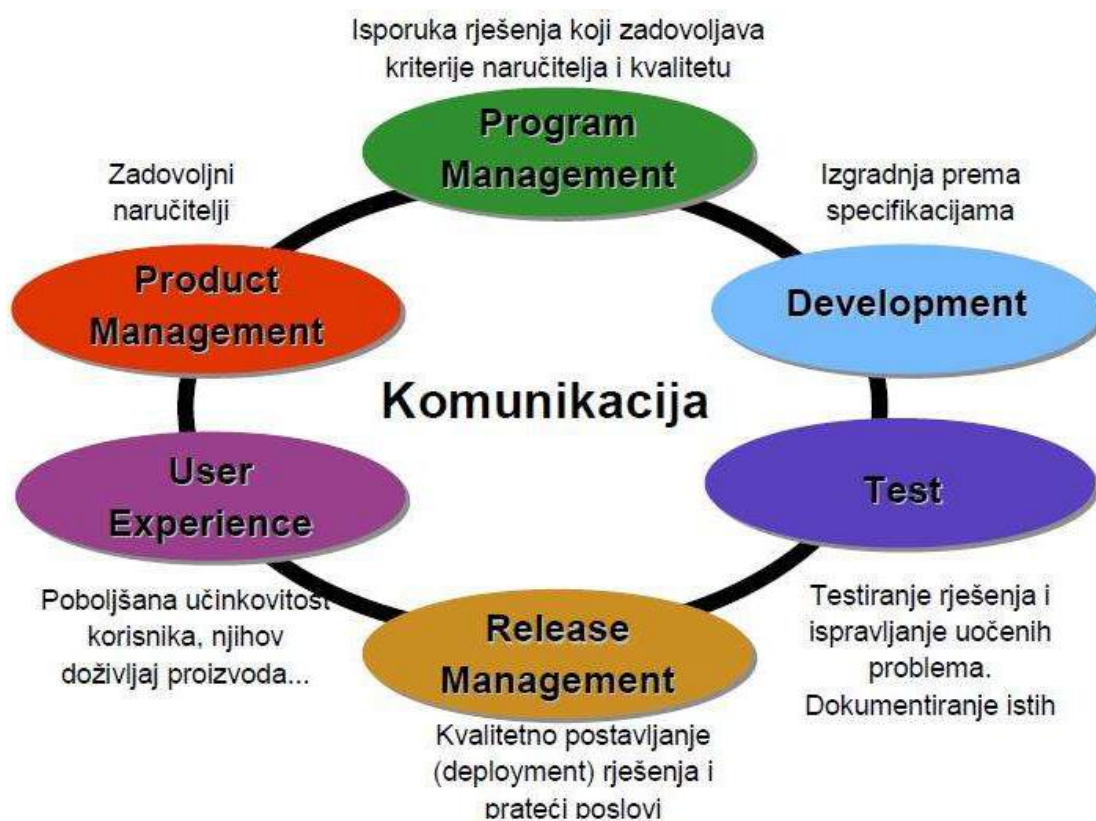 Isporuka rješenja koji zadovoljava
kriterije naručitelja i kvalitetu
Program
Management
Zadovoljni
naručitelji
Izgradnja prema
specifikacijama
Product
Management
Development
Komunikacija
User
Experience
Test
Poboljšana učinkovitost
korisnika, njihov
doživljaj proizvoda...
Release
Management
Testiranje rješenja i
ispravljanje uočenih
problema.
Dokumentiranje istih
Kvalitetno postavljanje
(deployment) rješenja i
prateći poslovi